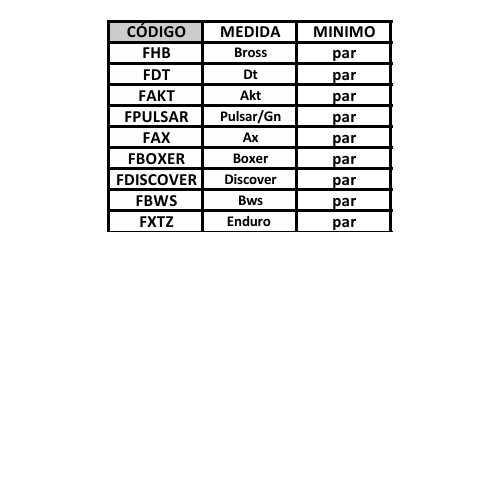 CÓDIGO MEDIDA MINIMO
FHB Bross par
FDT Dt par
FAKT Akt par
FPULSAR Pulsar/Gn par
FAX Ax par
FBOXER Boxer par
FDISCOVER Discover par
FBWS Bws par
FXTZ Enduro par